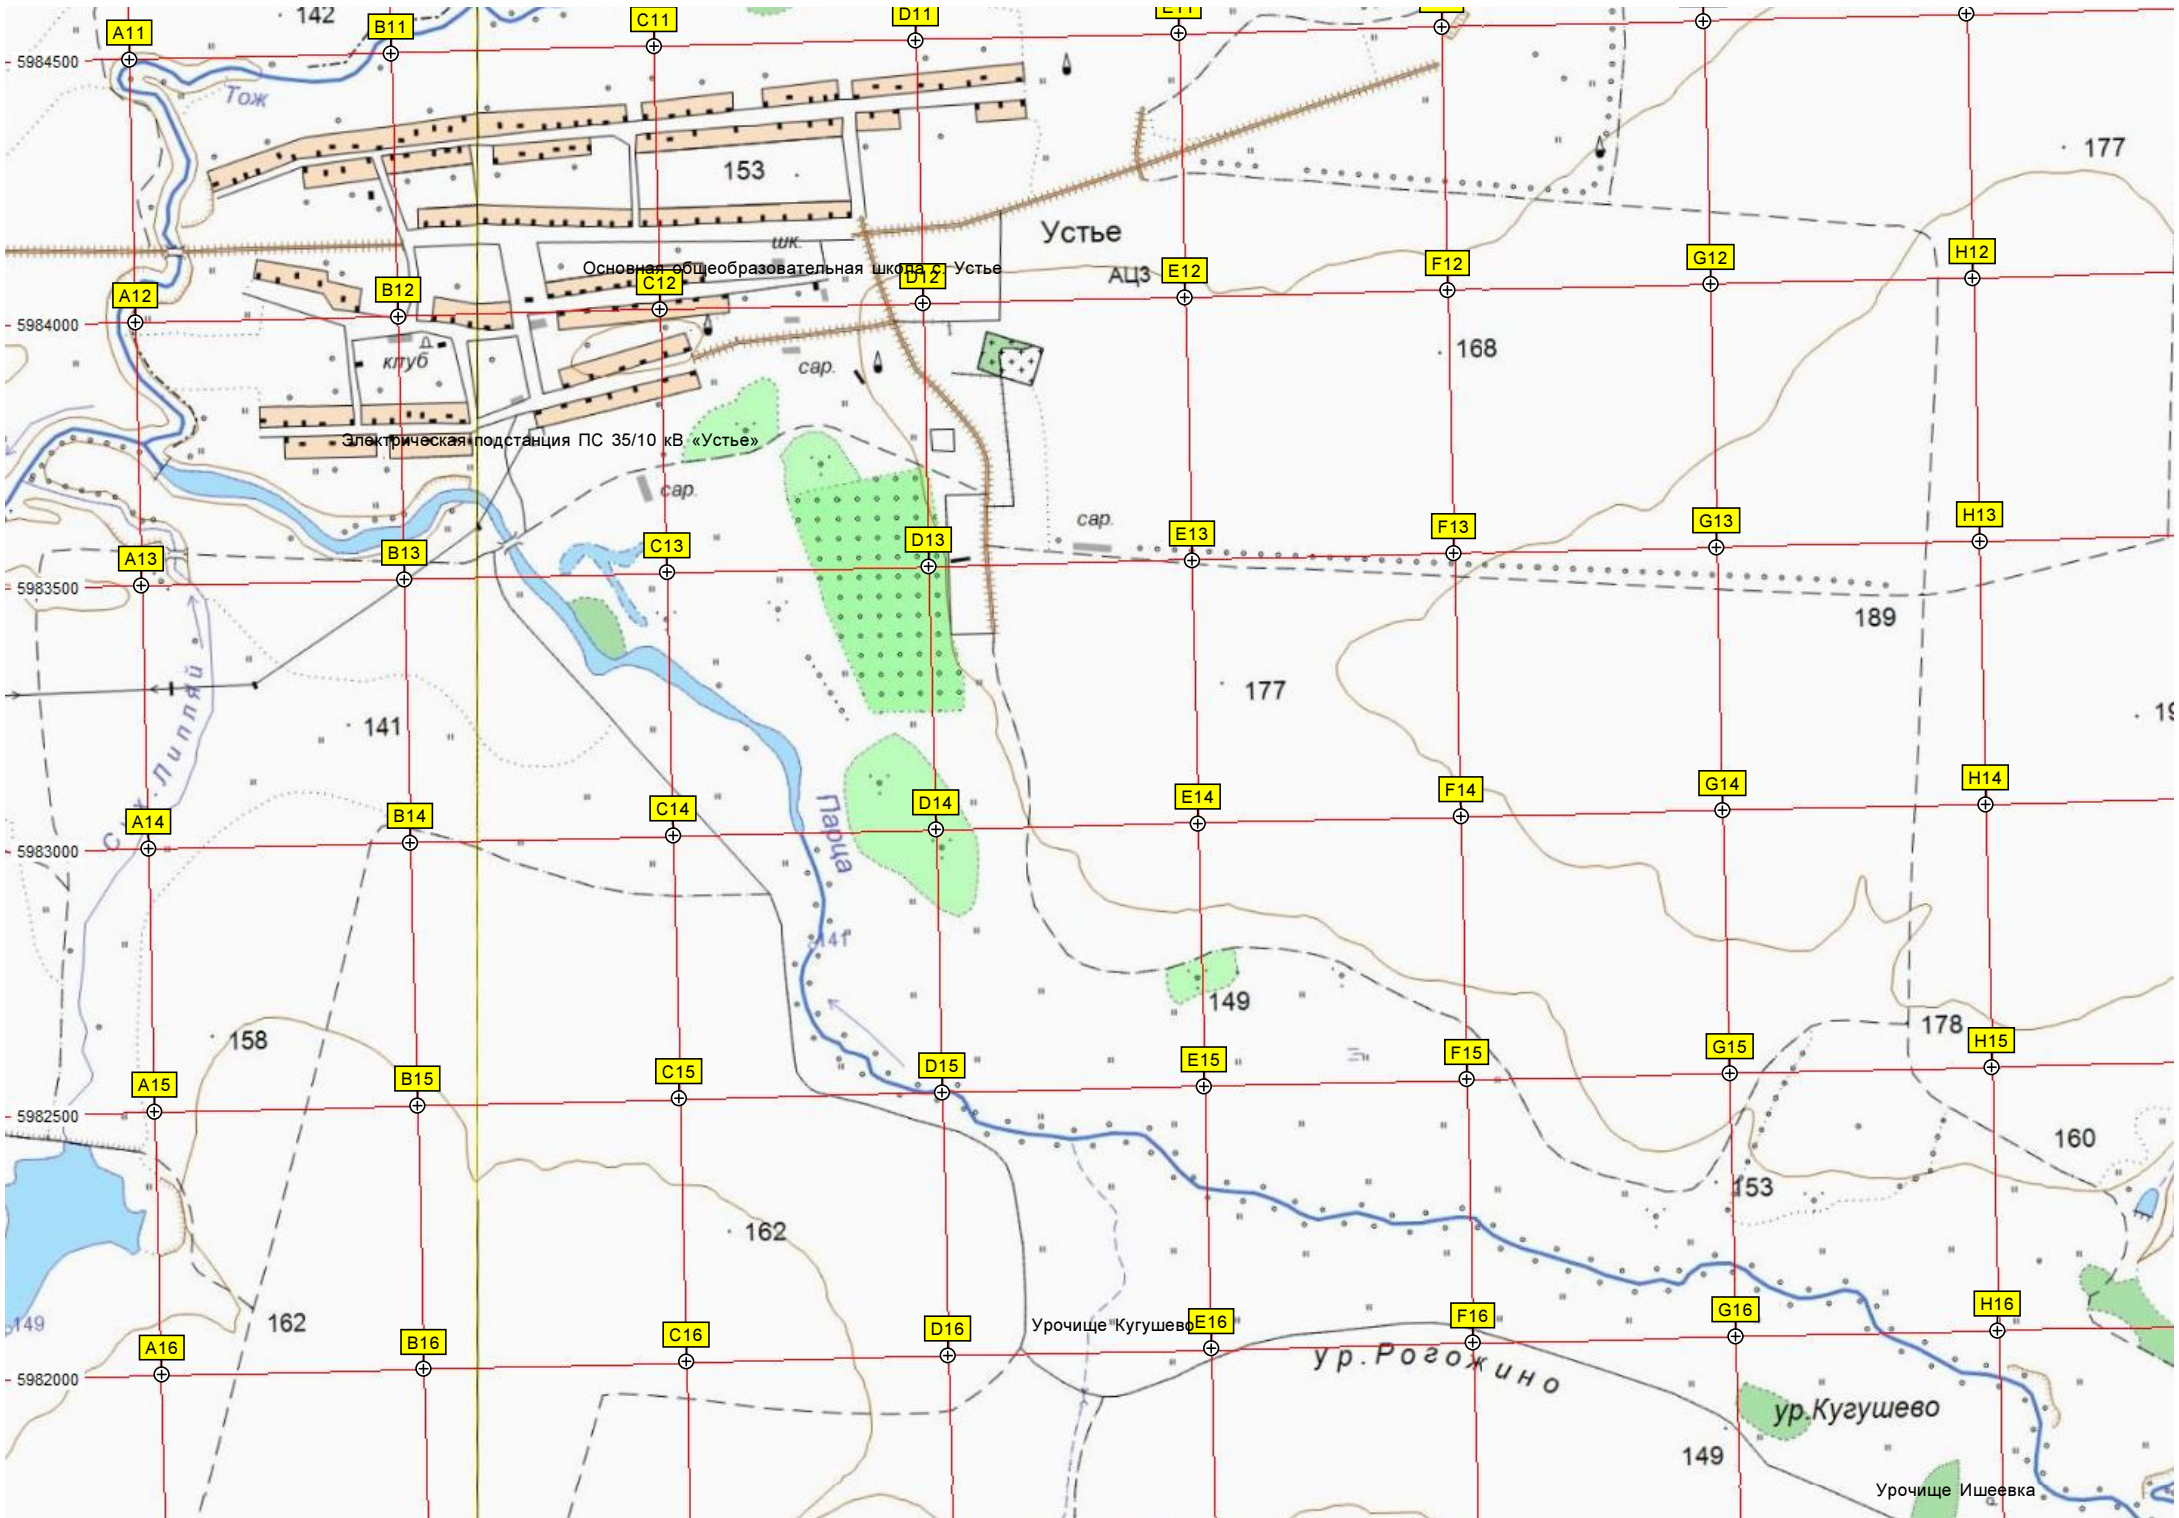 142
A11
B11
C11
D11
E11
5984500
Тож
153
177
Устье
шк.
Основная общеобразовательная школа с. Устье
АЦЗ
A12
B12
C12
D12
E12
F12
G12
H12
5984000
клуб
сар.
168
Электрическая подстанция ПС 35/10 кВ «Устье»
сар.
сар.
A13
B13
C13
D13
E13
F13
G13
H13
5983500
189
141
177
19
Липпяй
Парца
A14
B14
C14
D14
E14
F14
G14
H14
5983000
141
149
158
178
A15
B15
C15
D15
E15
F15
G15
H15
5982500
160
153
162
162
149
Урочище Кугушево
A16
B16
C16
D16
E16
F16
G16
H16
5982000
ур.Рогожино
ур.Кугушево
149
Урочище Ишеевка